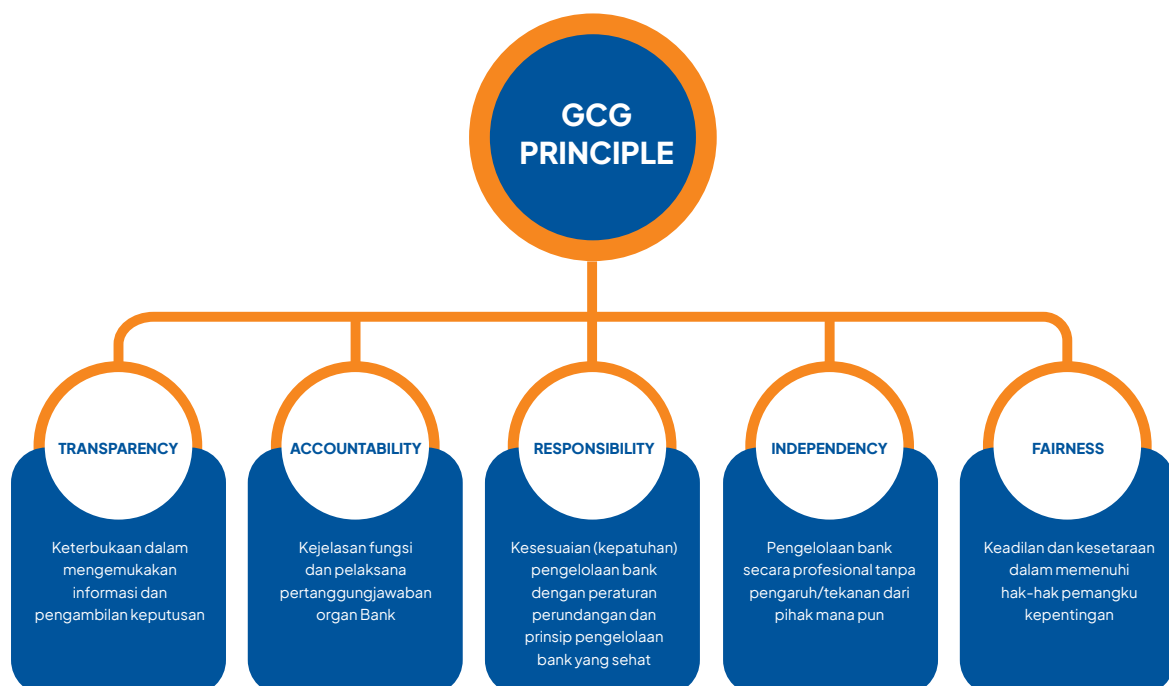 GCG
PRINCIPLE
TRANSPARENCY
Keterbukaan dalam
mengemukakan
informasi dan
pengambilan keputusan
ACCOUNTABILITY
Kejelasan fungsi
dan pelaksana
pertanggungjawaban
organ Bank
RESPONSIBILITY
Kesesuaian (kepatuhan)
pengelolaan bank
dengan peraturan
perundangan dan
prinsip pengelolaan
bank yang sehat
INDEPENDENCY
Pengelolaan bank
secara profesional tanpa
pengaruh/tekanan dari
pihak mana pun
FAIRNESS
Keadilan dan kesetaraan
dalam memenuhi
hak-hak pemangku
kepentingan